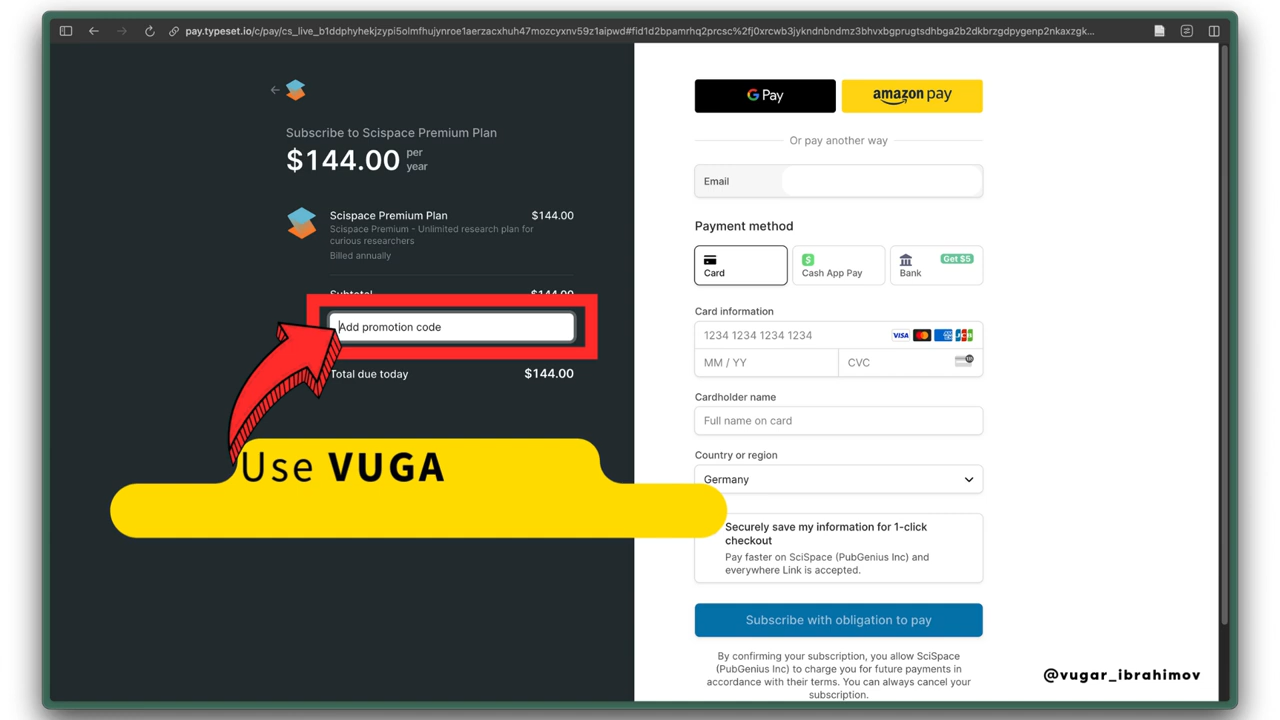 pay.typeset.io/c/pay/cs_live_b1ddphyhekjzypi5olmfhujynroe1aerzacxhuh47mozcyxnv59z1aipwd#fid1d2bpamrhq2prcsc%2fj0xrcwb3jykndnbndmz3bhvxbgprugtsdhbga2b2dkbrzgdpygenp2nkaxzgk...
Subscribe to Scispace Premium Plan
$144.00 per
year
Scispace Premium Plan $144.00
Scispace Premium - Unlimited research plan for
curious researchers
Billed annually
Subtotal $144.00
Add promotion code
Total due today $144.00
Use VUGA
G Pay
amazon pay
Or pay another way
Email
Payment method
Card
Cash App Pay
Bank
Get $5
Card information
1234 1234 1234 1234
VISA
MM / YY
CVC
Cardholder name
Full name on card
Country or region
Germany
Securely save my information for 1-click
checkout
Pay faster on SciSpace (PubGenius Inc) and
everywhere Link is accepted.
Subscribe with obligation to pay
By confirming your subscription, you allow SciSpace
(PubGenius Inc) to charge you for future payments in
accordance with their terms. You can always cancel your
subscription.
@vugar_ibrahimov